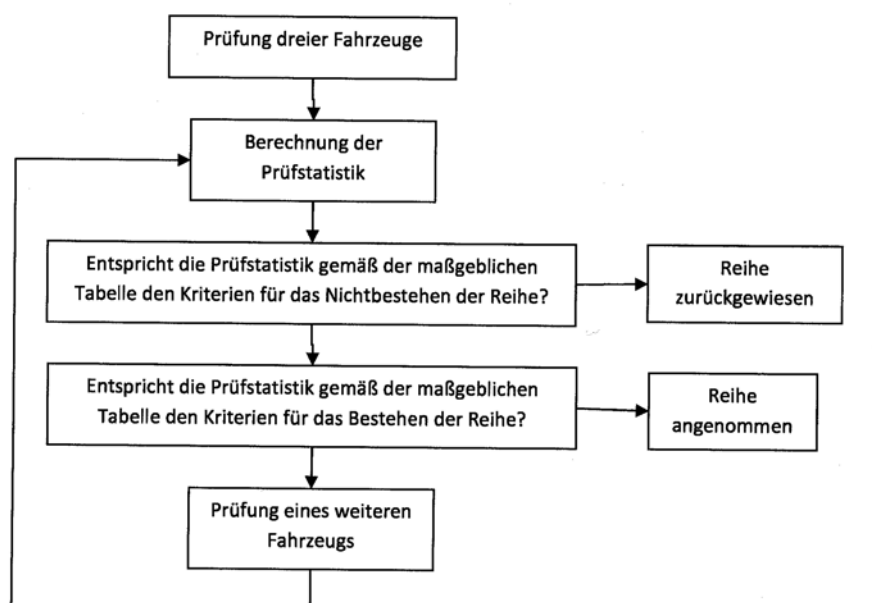 Prüfung dreier Fahrzeuge
Berechnung der
Prüfstatistik
Entspricht die Prüfstatistik gemäß der maßgeblichen
Tabelle den Kriterien für das Nichtbestehen der Reihe?
Reihe
zurückgewiesen
Entspricht die Prüfstatistik gemäß der maßgeblichen
Tabelle den Kriterien für das Bestehen der Reihe?
Reihe
angenommen
Prüfung eines weiteren
Fahrzeugs